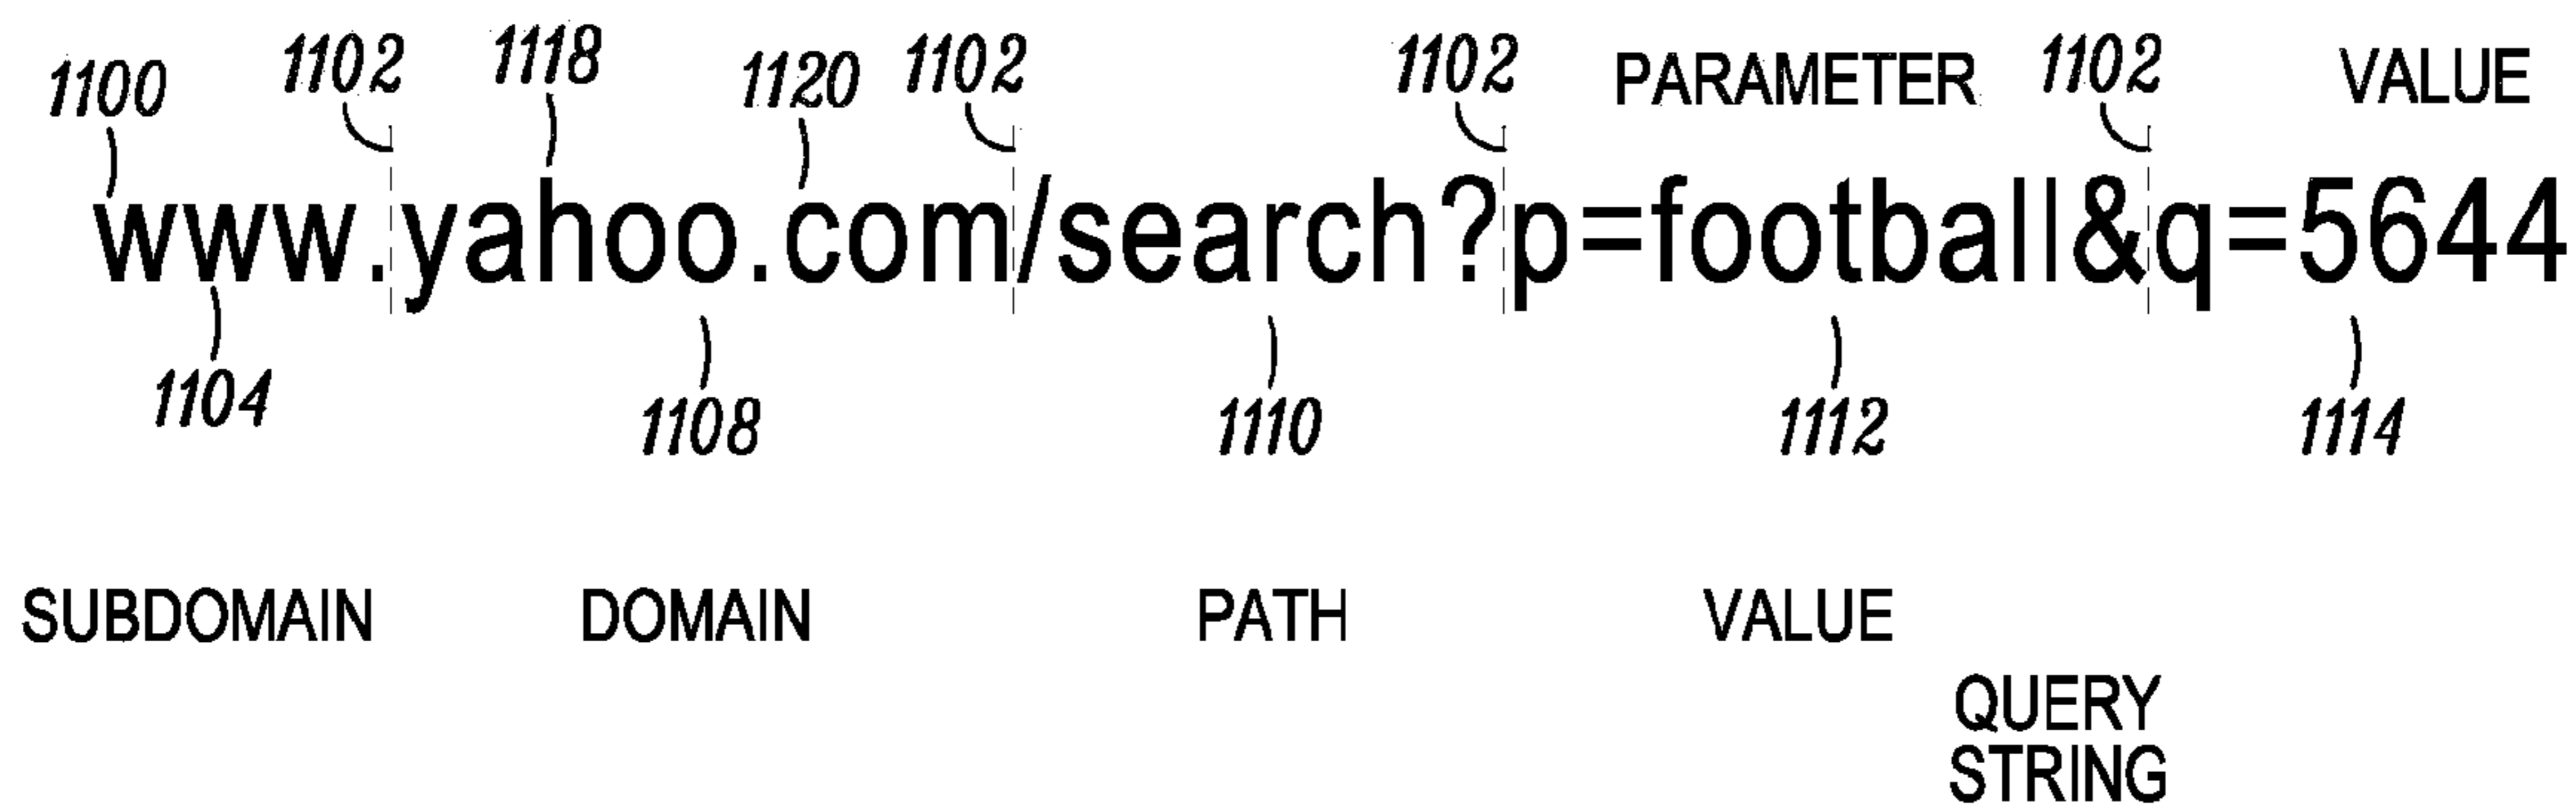 1100 1102 1118 1120 1102 1102 PARAMETER 1102 VALUE
www.yahoo.com/search?p=football&q=5644
1104 1108 1110 1112 1114
SUBDOMAIN DOMAIN PATH VALUE
QUERY
STRING